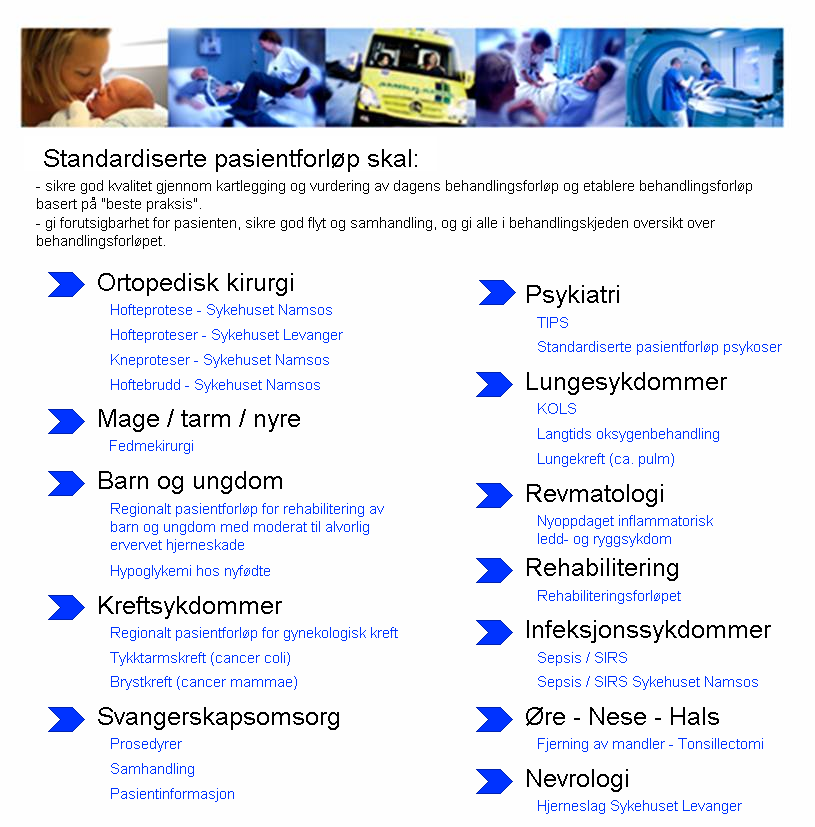 AMBULANSE
Standardiserte pasientforløp skal:
- sikre god kvalitet gjennom kartlegging og vurdering av dagens behandlingsforløp og etablere behandlingsforløp
basert på "beste praksis".
- gi forutsigbarhet for pasienten, sikre god flyt og samhandling, og gi alle i behandlingskjeden oversikt over
behandlingsforløpet.
Ortopedisk kirurgi
Hofteprotese - Sykehuset Namsos
Hofteproteser - Sykehuset Levanger
Kneproteser - Sykehuset Namsos
Hoftebrudd - Sykehuset Namsos
Mage / tarm / nyre
Fedmekirurgi
Barn og ungdom
Regionalt pasientforløp for rehabilitering av
barn og ungdom med moderat til alvorlig
ervervet hjerneskade
Hypoglykemi hos nyfødte
Kreftsykdommer
Regionalt pasientforløp for gynekologisk kreft
Tykktarmskreft (cancer coli)
Brystkreft (cancer mammae)
Svangerskapsomsorg
Prosedyrer
Samhandling
Pasientinformasjon
Psykiatri
TIPS
Standardiserte pasientforløp psykoser
Lungesykdommer
KOLS
Langtids oksygenbehandling
Lungekreft (ca. pulm)
Revmatologi
Nyoppdaget inflammatorisk
ledd- og ryggsykdom
Rehabilitering
Rehabiliteringsforløpet
Infeksjonssykdommer
Sepsis / SIRS
Sepsis / SIRS Sykehuset Namsos
Øre - Nese - Hals
Fjerning av mandler - Tonsillectomi
Nevrologi
Hjerneslag Sykehuset Levanger